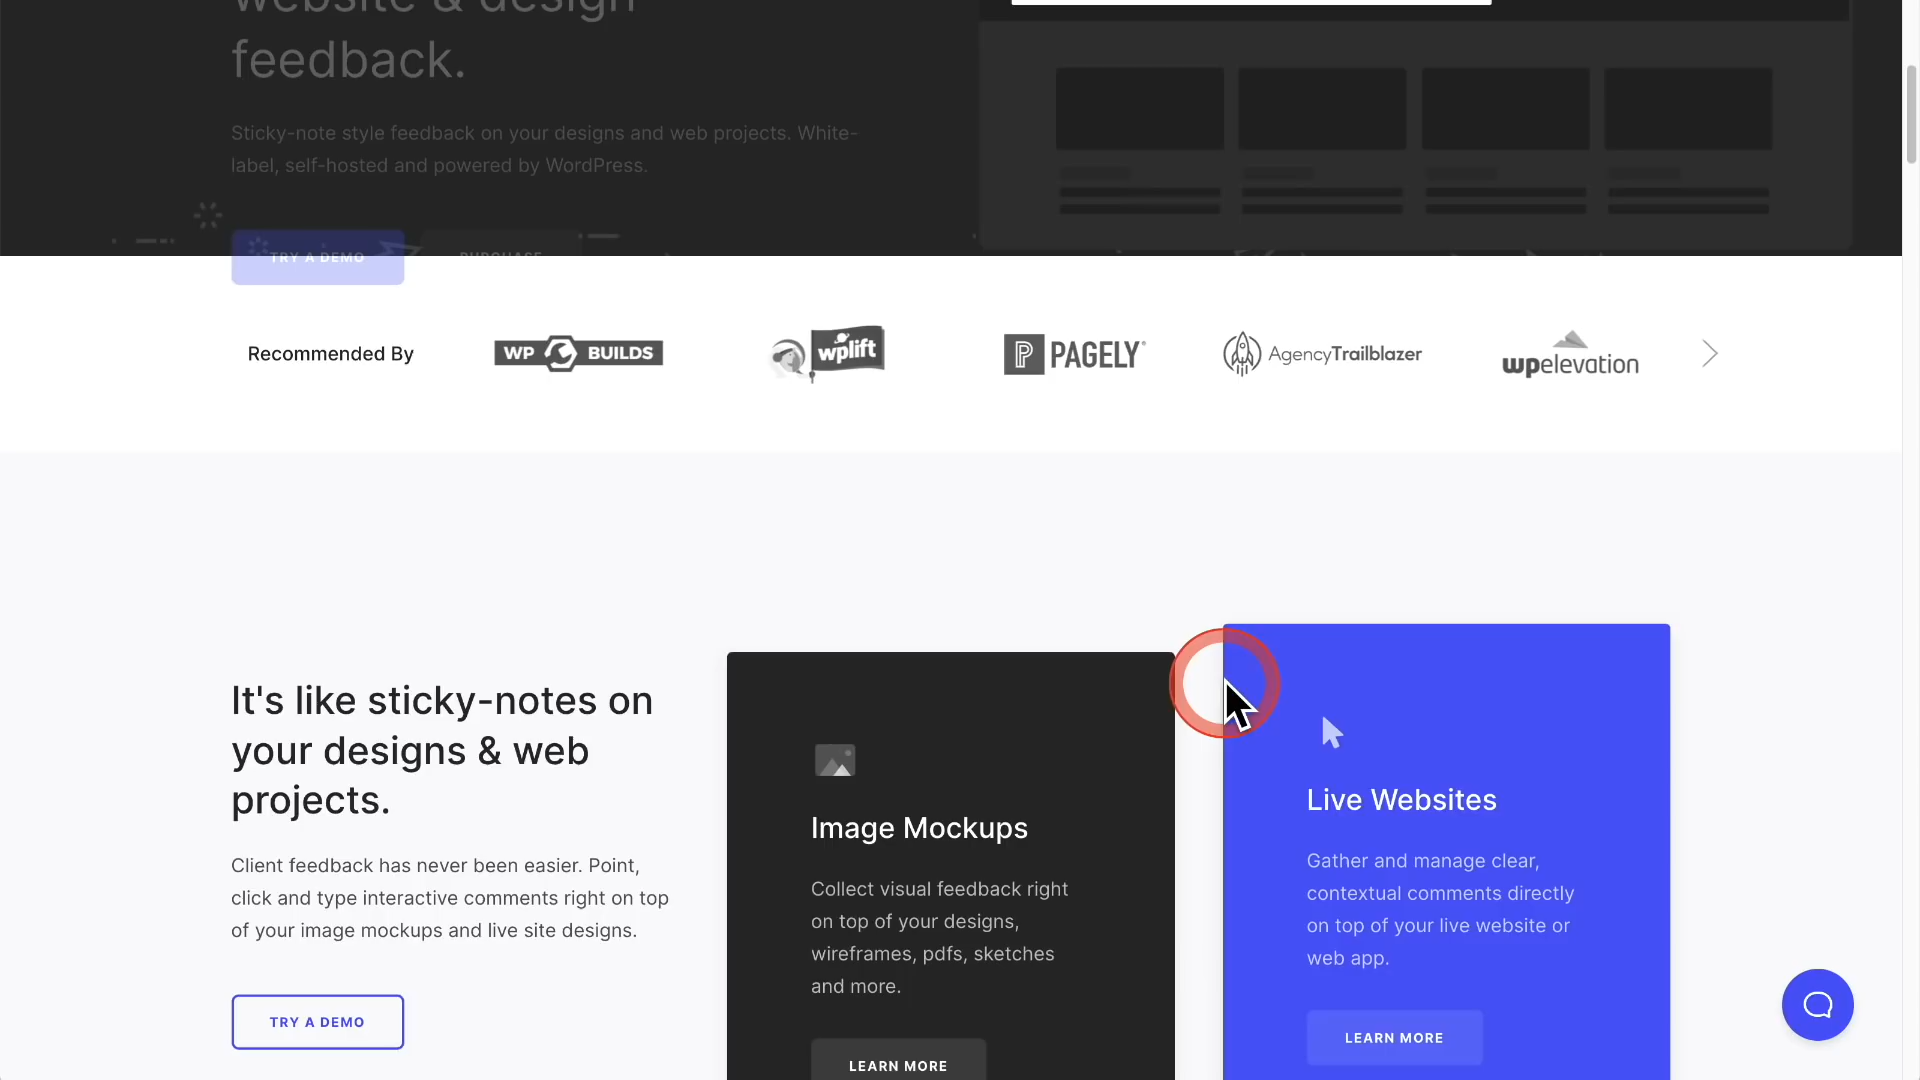 website & design
feedback.
Sticky-note style feedback on your designs and web projects. White-
label, self-hosted and powered by WordPress.
TRY A DEMO
PURCHASE
Recommended By
WP BUILDS
wplift
PAGELY
AgencyTrailblazer
wpelevation
It's like sticky-notes on
your designs & web
projects.
Client feedback has never been easier. Point,
click and type interactive comments right on top
of your image mockups and live site designs.
TRY A DEMO
Image Mockups
Collect visual feedback right
on top of your designs,
wireframes, pdfs, sketches
and more.
LEARN MORE
Live Websites
Gather and manage clear,
contextual comments directly
on top of your live website or
web app.
LEARN MORE